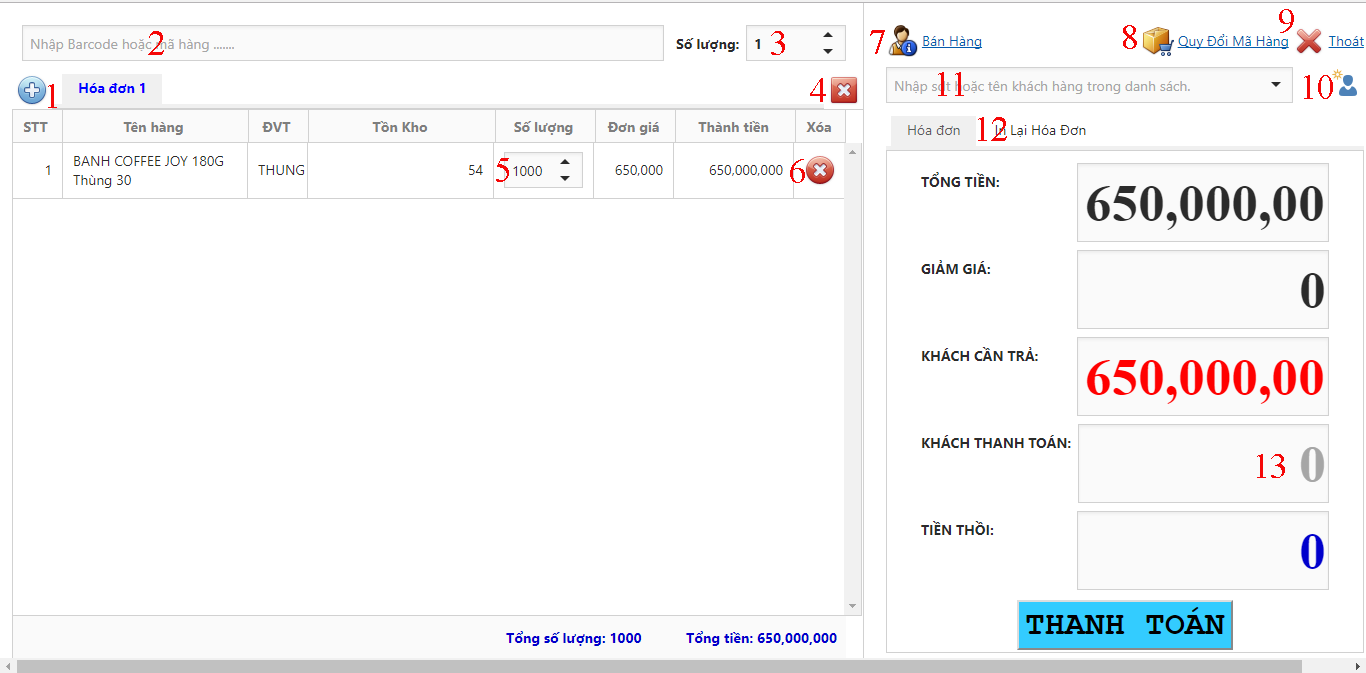 Nhập Barcode hoặc mã hàng ....... 2
Số lượng: 1 3
1
Hóa đơn 1
4
STT Tên hàng ĐVT Tồn Kho Số lượng Đơn giá Thành tiền Xóa
1 BANH COFFEE JOY 180G Thùng 30 THUNG 54 5 1000 650,000 650,000,000 6
Tổng số lượng: 1000 Tổng tiền: 650,000,000
7 Bán Hàng 8 Quy Đổi Mã Hàng 9 Thoát
Nhập sđt hoặc tên khách hàng trong danh sách. 11 10
Hóa đơn 12 In Lại Hóa Đơn
TỔNG TIỀN: 650,000,00
GIẢM GIÁ: 0
KHÁCH CẦN TRẢ: 650,000,00
KHÁCH THANH TOÁN: 13 0
TIỀN THỒI: 0
THANH TOÁN